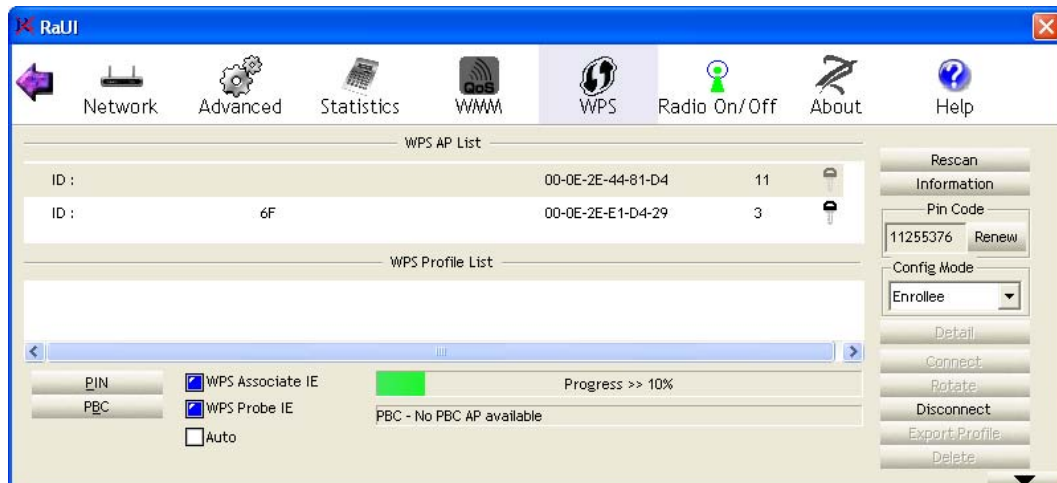 RaUI
Network Advanced Statistics QoS WMM WPS Radio On/Off About Help
WPS AP List
ID : 00-0E-2E-44-81-D4 11
ID : 6F 00-0E-2E-E1-D4-29 3
WPS Profile List
Rescan
Information
Pin Code
11255376 Renew
Config Mode
Enrollee
Detail
Connect
Rotate
Disconnect
Export Profile
Delete
PIN WPS Associate IE Progress >> 10%
PBC WPS Probe IE PBC - No PBC AP available
Auto